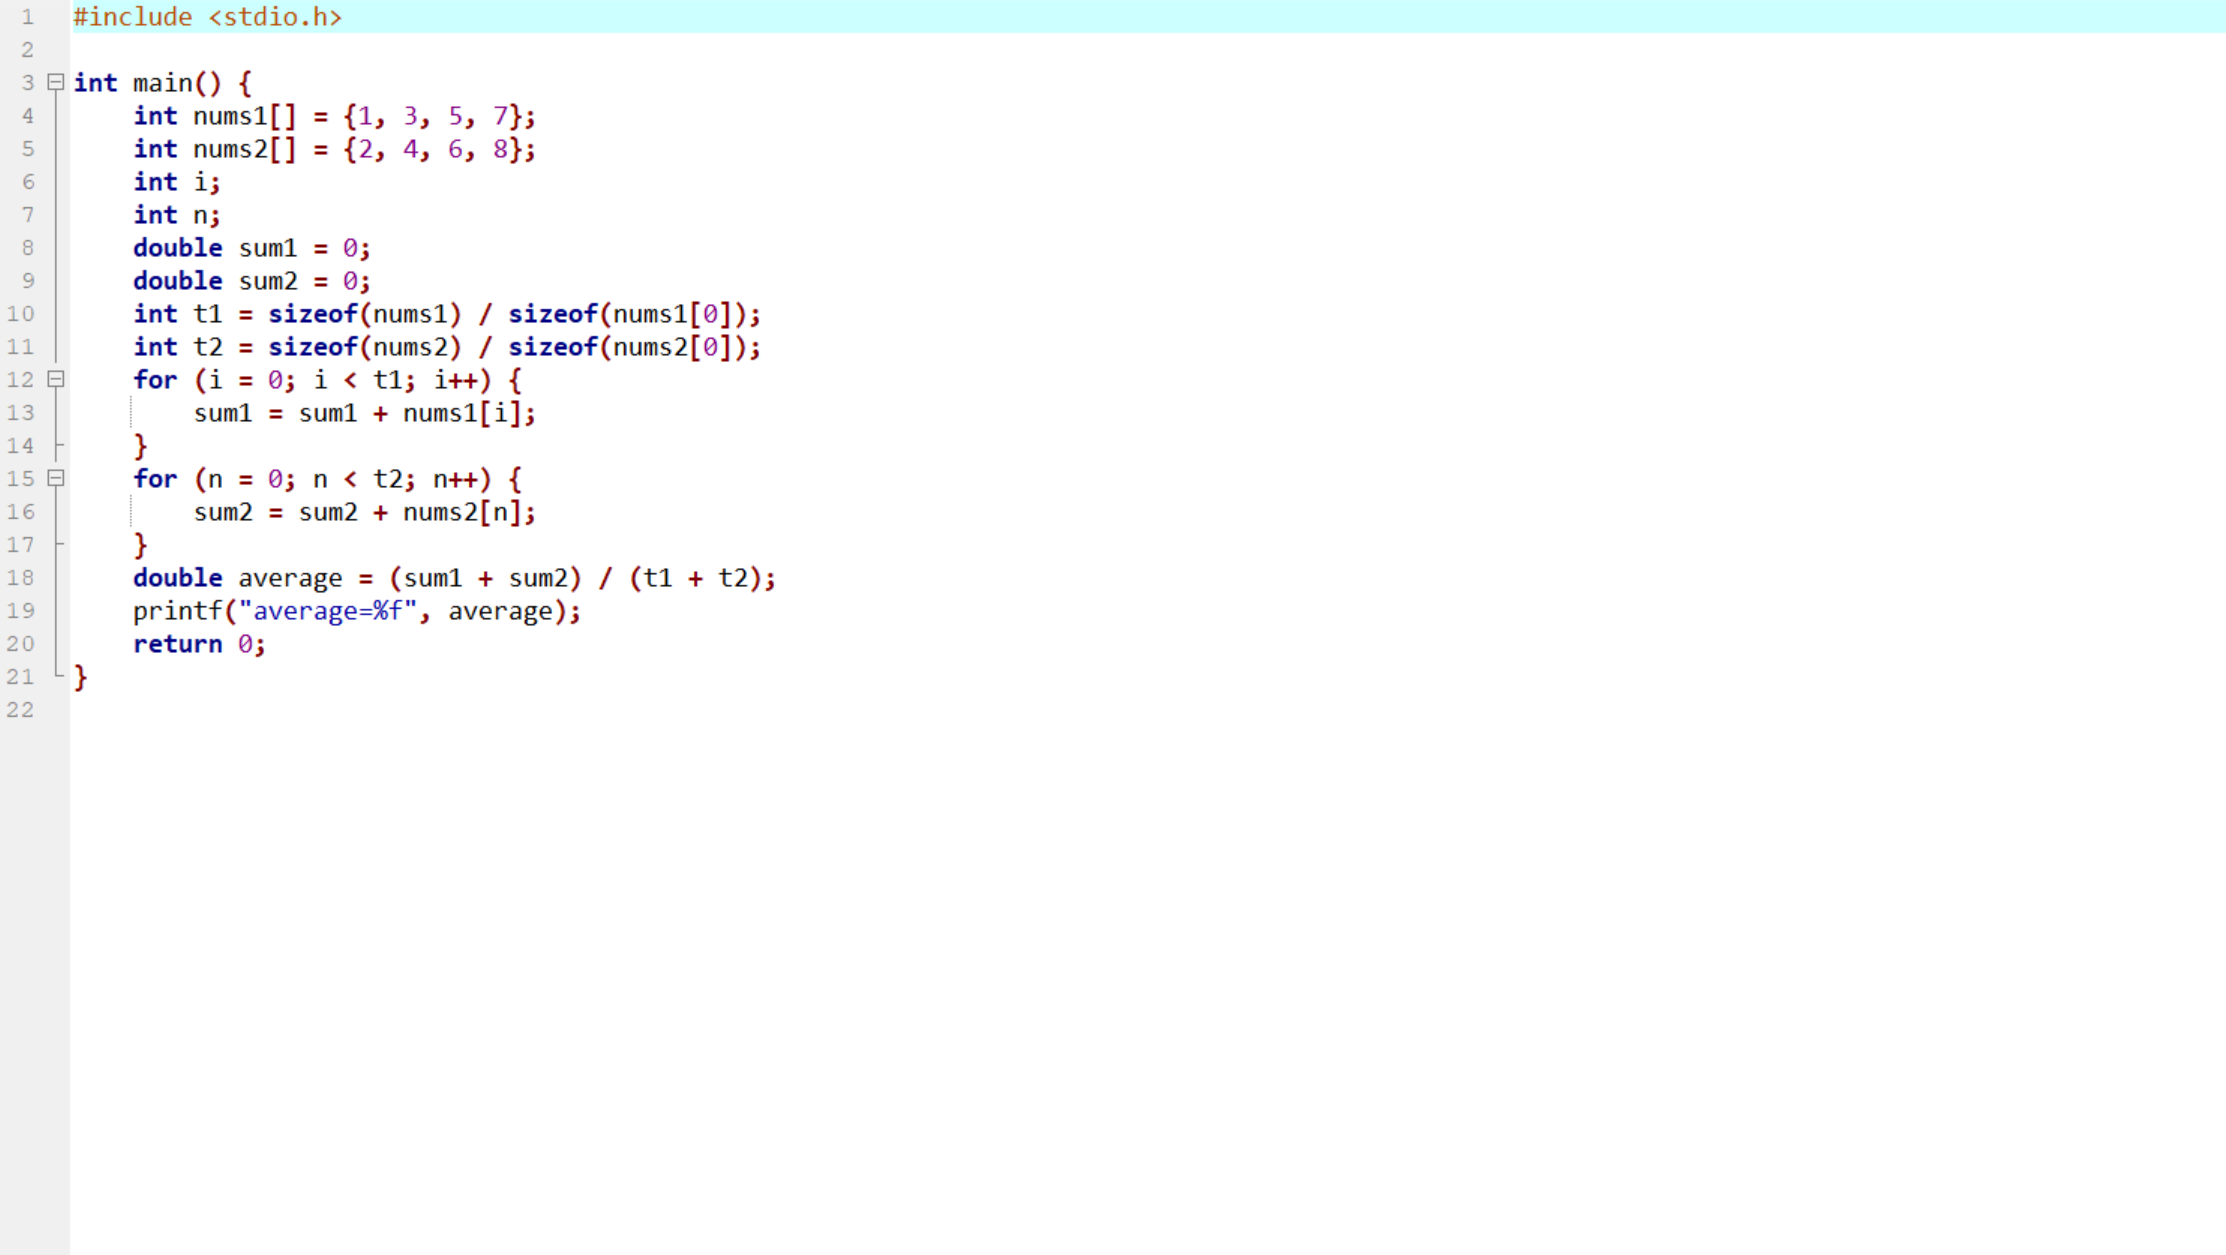 1 #include <stdio.h>
2
3 int main() {
4     int nums1[] = {1, 3, 5, 7};
5     int nums2[] = {2, 4, 6, 8};
6     int i;
7     int n;
8     double sum1 = 0;
9     double sum2 = 0;
10     int t1 = sizeof(nums1) / sizeof(nums1[0]);
11     int t2 = sizeof(nums2) / sizeof(nums2[0]);
12     for (i = 0; i < t1; i++) {
13         sum1 = sum1 + nums1[i];
14     }
15     for (n = 0; n < t2; n++) {
16         sum2 = sum2 + nums2[n];
17     }
18     double average = (sum1 + sum2) / (t1 + t2);
19     printf("average=%f", average);
20     return 0;
21 }
22